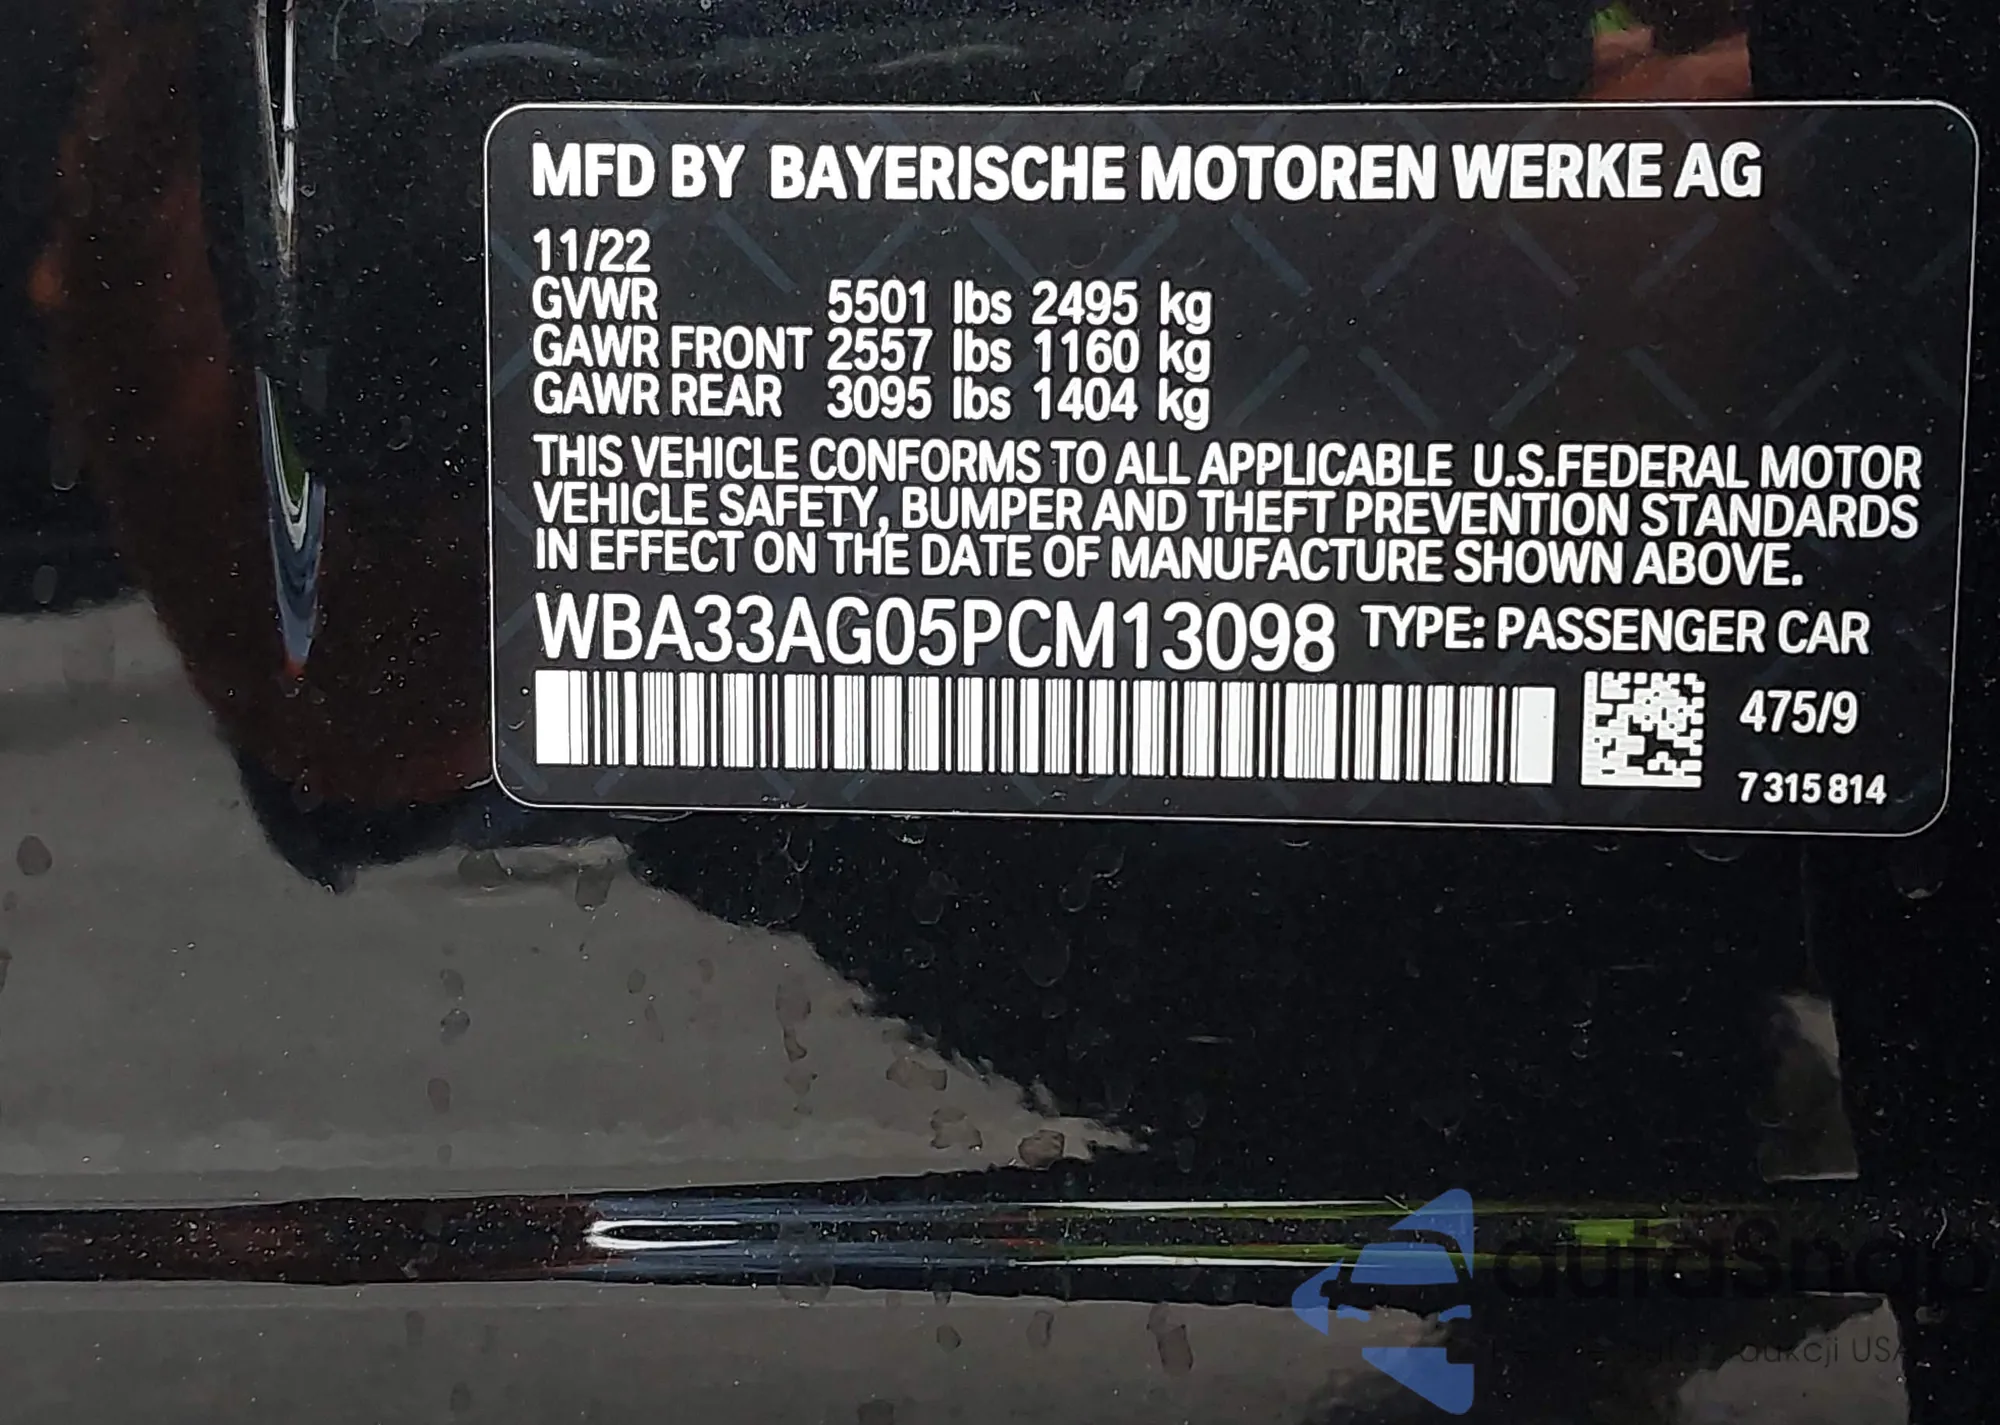 MFD BY BAYERISCHE MOTOREN WERKE AG
11/22
GVWR 5501 lbs 2495 kg
GAWR FRONT 2557 lbs 1160 kg
GAWR REAR 3095 lbs 1404 kg
THIS VEHICLE CONFORMS TO ALL APPLICABLE U.S.FEDERAL MOTOR
VEHICLE SAFETY, BUMPER AND THEFT PREVENTION STANDARDS
IN EFFECT ON THE DATE OF MANUFACTURE SHOWN ABOVE.
WBA33AG05PCM13098 TYPE: PASSENGER CAR
475/9
7 315 814
autoSnap
aukcji USA